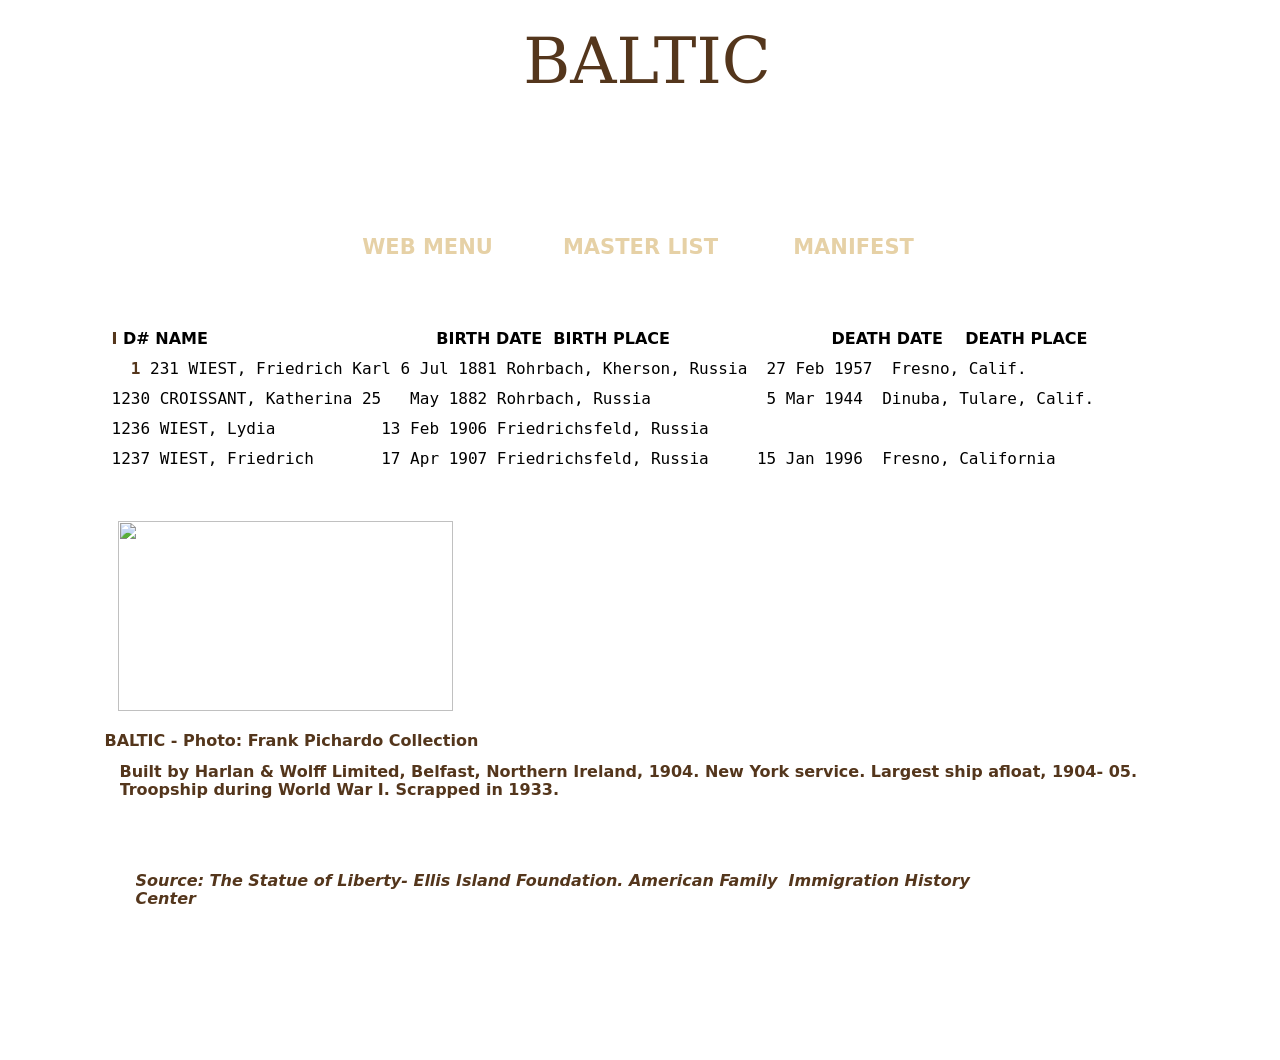 BALTIC
WEB MENU MASTER LIST MANIFEST
I D# NAME BIRTH DATE BIRTH PLACE DEATH DATE DEATH PLACE
1 231 WIEST, Friedrich Karl 6 Jul 1881 Rohrbach, Kherson, Russia 27 Feb 1957 Fresno, Calif.
1230 CROISSANT, Katherina 25 May 1882 Rohrbach, Russia 5 Mar 1944 Dinuba, Tulare, Calif.
1236 WIEST, Lydia 13 Feb 1906 Friedrichsfeld, Russia
1237 WIEST, Friedrich 17 Apr 1907 Friedrichsfeld, Russia 15 Jan 1996 Fresno, California
BALTIC - Photo: Frank Pichardo Collection
Built by Harlan & Wolff Limited, Belfast, Northern Ireland, 1904. New York service. Largest ship afloat, 1904- 05.
Troopship during World War I. Scrapped in 1933.
Source: The Statue of Liberty- Ellis Island Foundation. American Family Immigration History
Center